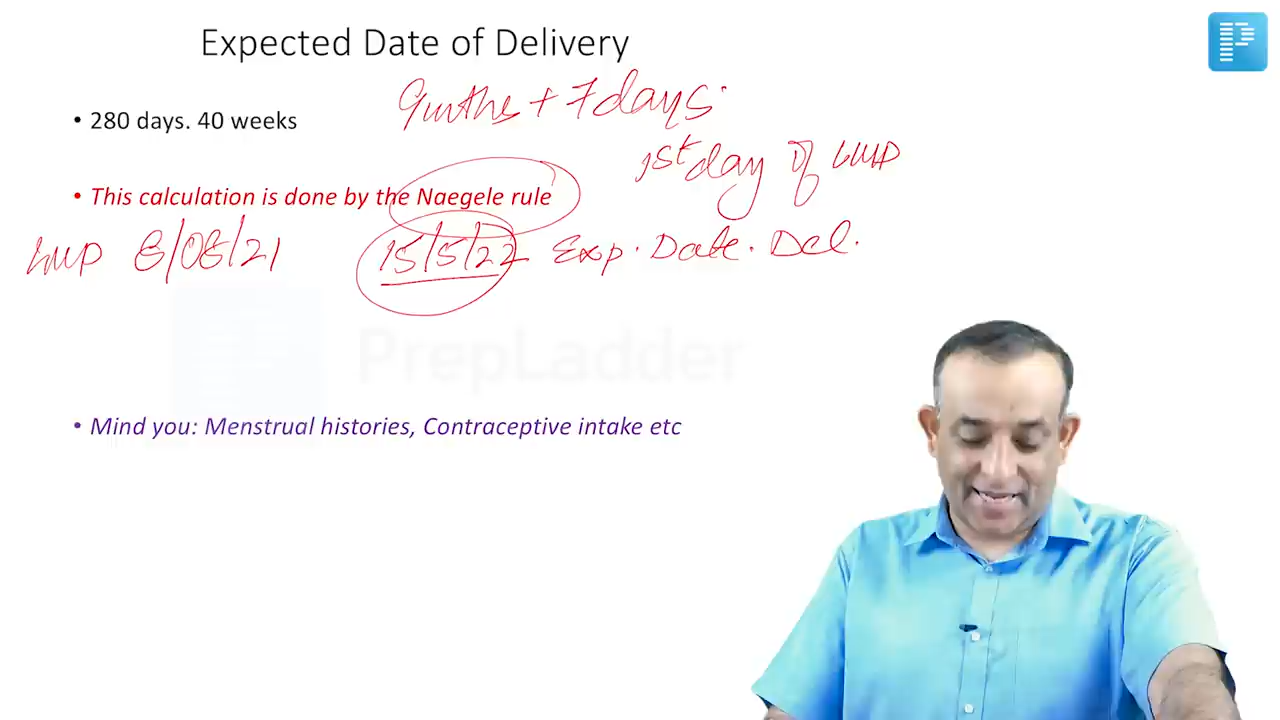 Expected Date of Delivery
9mths + 7days.
• 280 days. 40 weeks
1st day of LMP
• This calculation is done by the Naegele rule
LMP 8/08/21 15/5/22 Exp. Date. Del.
PrepLadder
• Mind you: Menstrual histories, Contraceptive intake etc